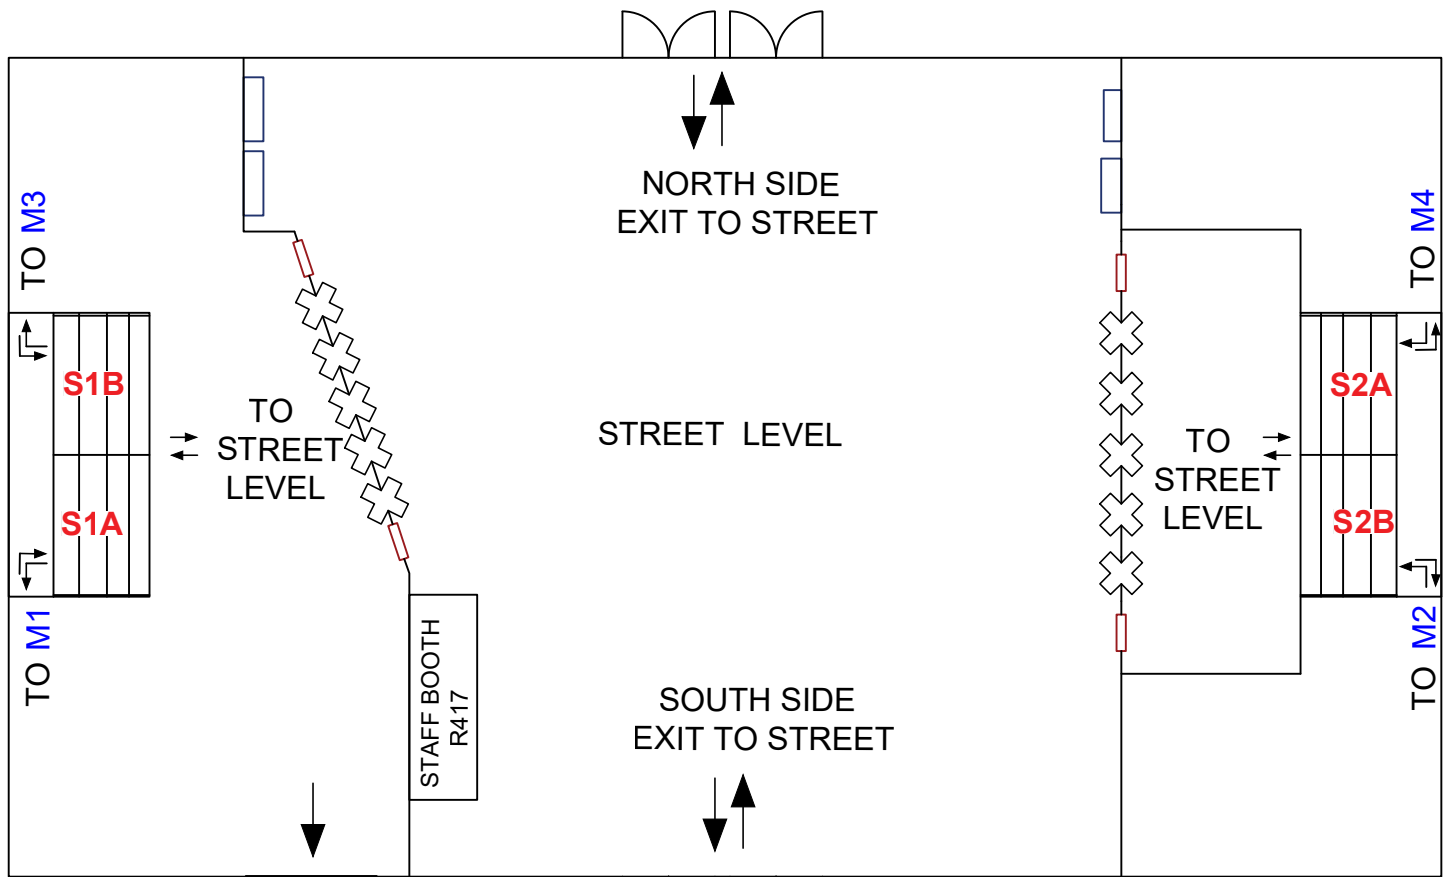 NORTH SIDE
EXIT TO STREET
TO M3
TO M4
S1B
S1A
TO
STREET
LEVEL
STREET LEVEL
TO
STREET
LEVEL
S2A
S2B
TO M1
TO M2
STAFF BOOTH
R417
SOUTH SIDE
EXIT TO STREET